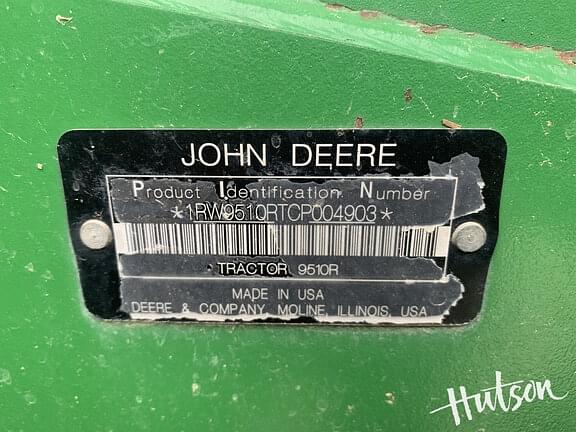 JOHN DEERE
Product Identification Number
*1RW9510RTCP004903*
TRACTOR 9510R
MADE IN USA
DEERE & COMPANY MOLINE, ILLINOIS, USA
Hutson